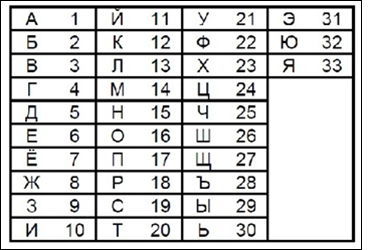 А 1 Й 11 У 21 Э 31
Б 2 К 12 Ф 22 Ю 32
В 3 Л 13 Х 23 Я 33
Г 4 М 14 Ц 24
Д 5 Н 15 Ч 25
Е 6 О 16 Ш 26
Ё 7 П 17 Щ 27
Ж 8 Р 18 Ъ 28
З 9 С 19 Ы 29
И 10 Т 20 Ь 30